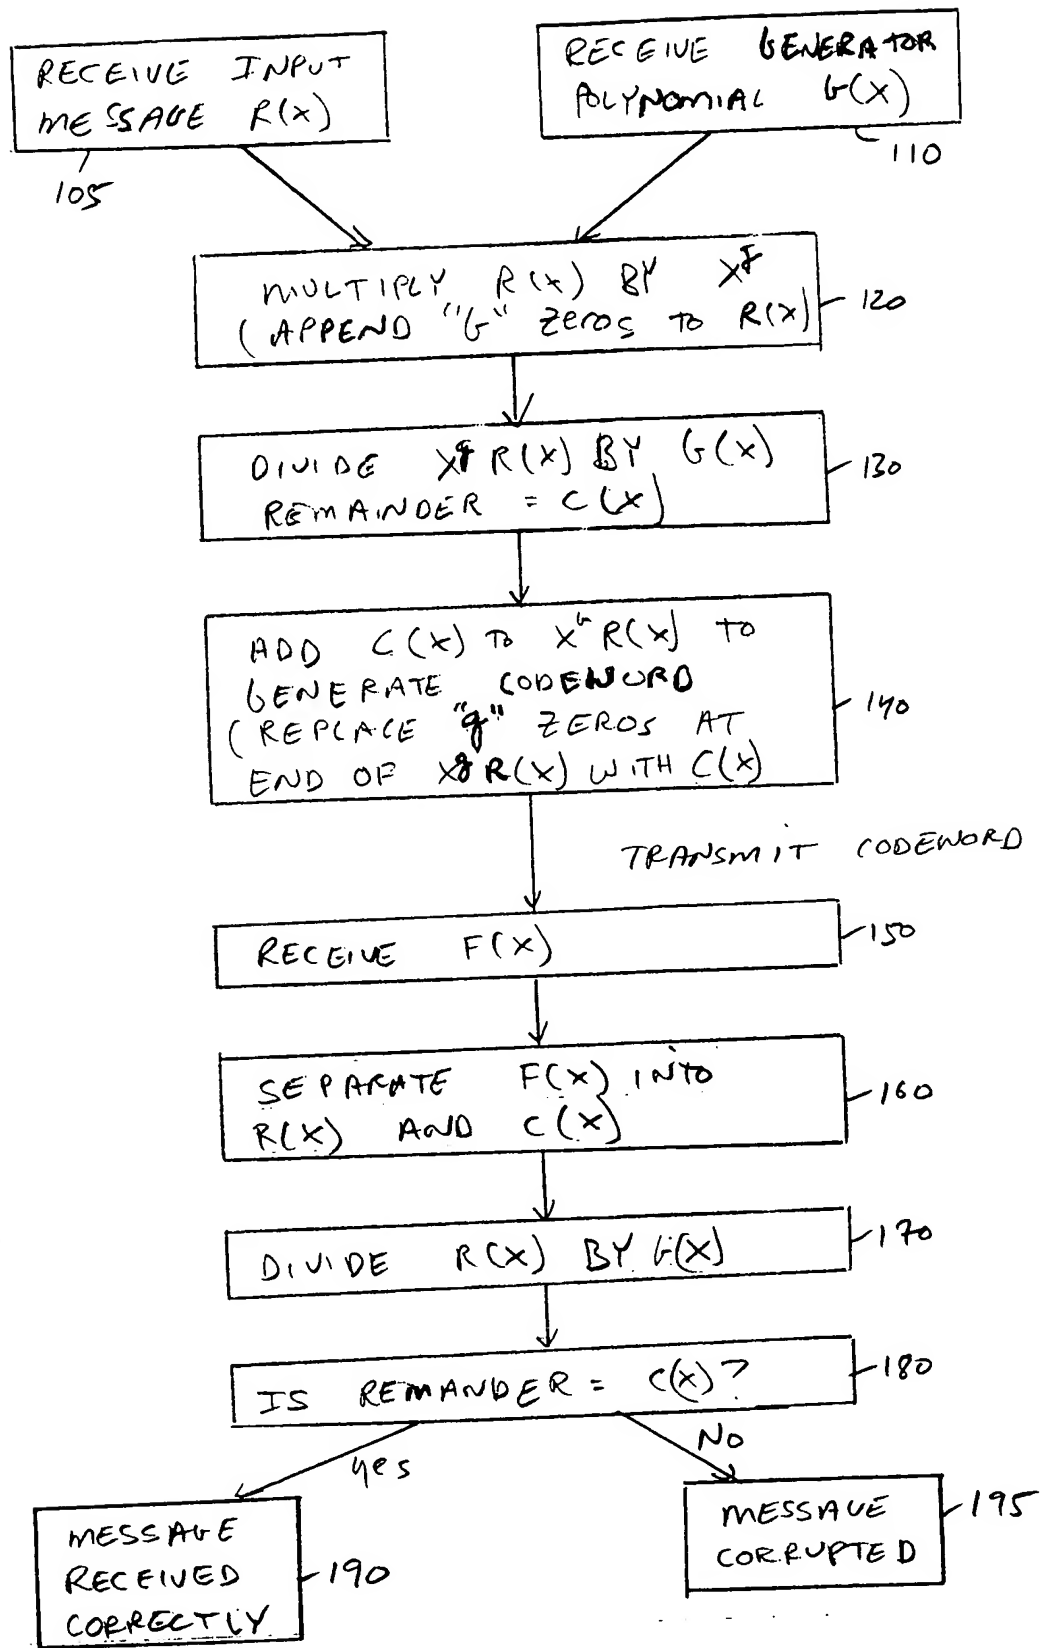 RECEIVE INPUT
MESSAGE R(X)
105
RECEIVE GENERATOR
POLYNOMIAL G(X)
110
MULTIPLY R(X) BY X^g
(APPEND "G" ZEROS TO R(X)
120
DIVIDE X^g R(X) BY G(X)
REMAINDER = C(X)
130
ADD C(X) TO X^G R(X) TO
GENERATE CODEWORD
(REPLACE "g" ZEROS AT
END OF X^g R(X) WITH C(X)
140
TRANSMIT CODEWORD
RECEIVE F(X)
150
SEPARATE F(X) INTO
R(X) AND C(X)
160
DIVIDE R(X) BY G(X)
170
IS REMANDER = C(X)?
180
yes
No
MESSAGE
RECEIVED
CORRECTLY
190
MESSAGE
CORRUPTED
195